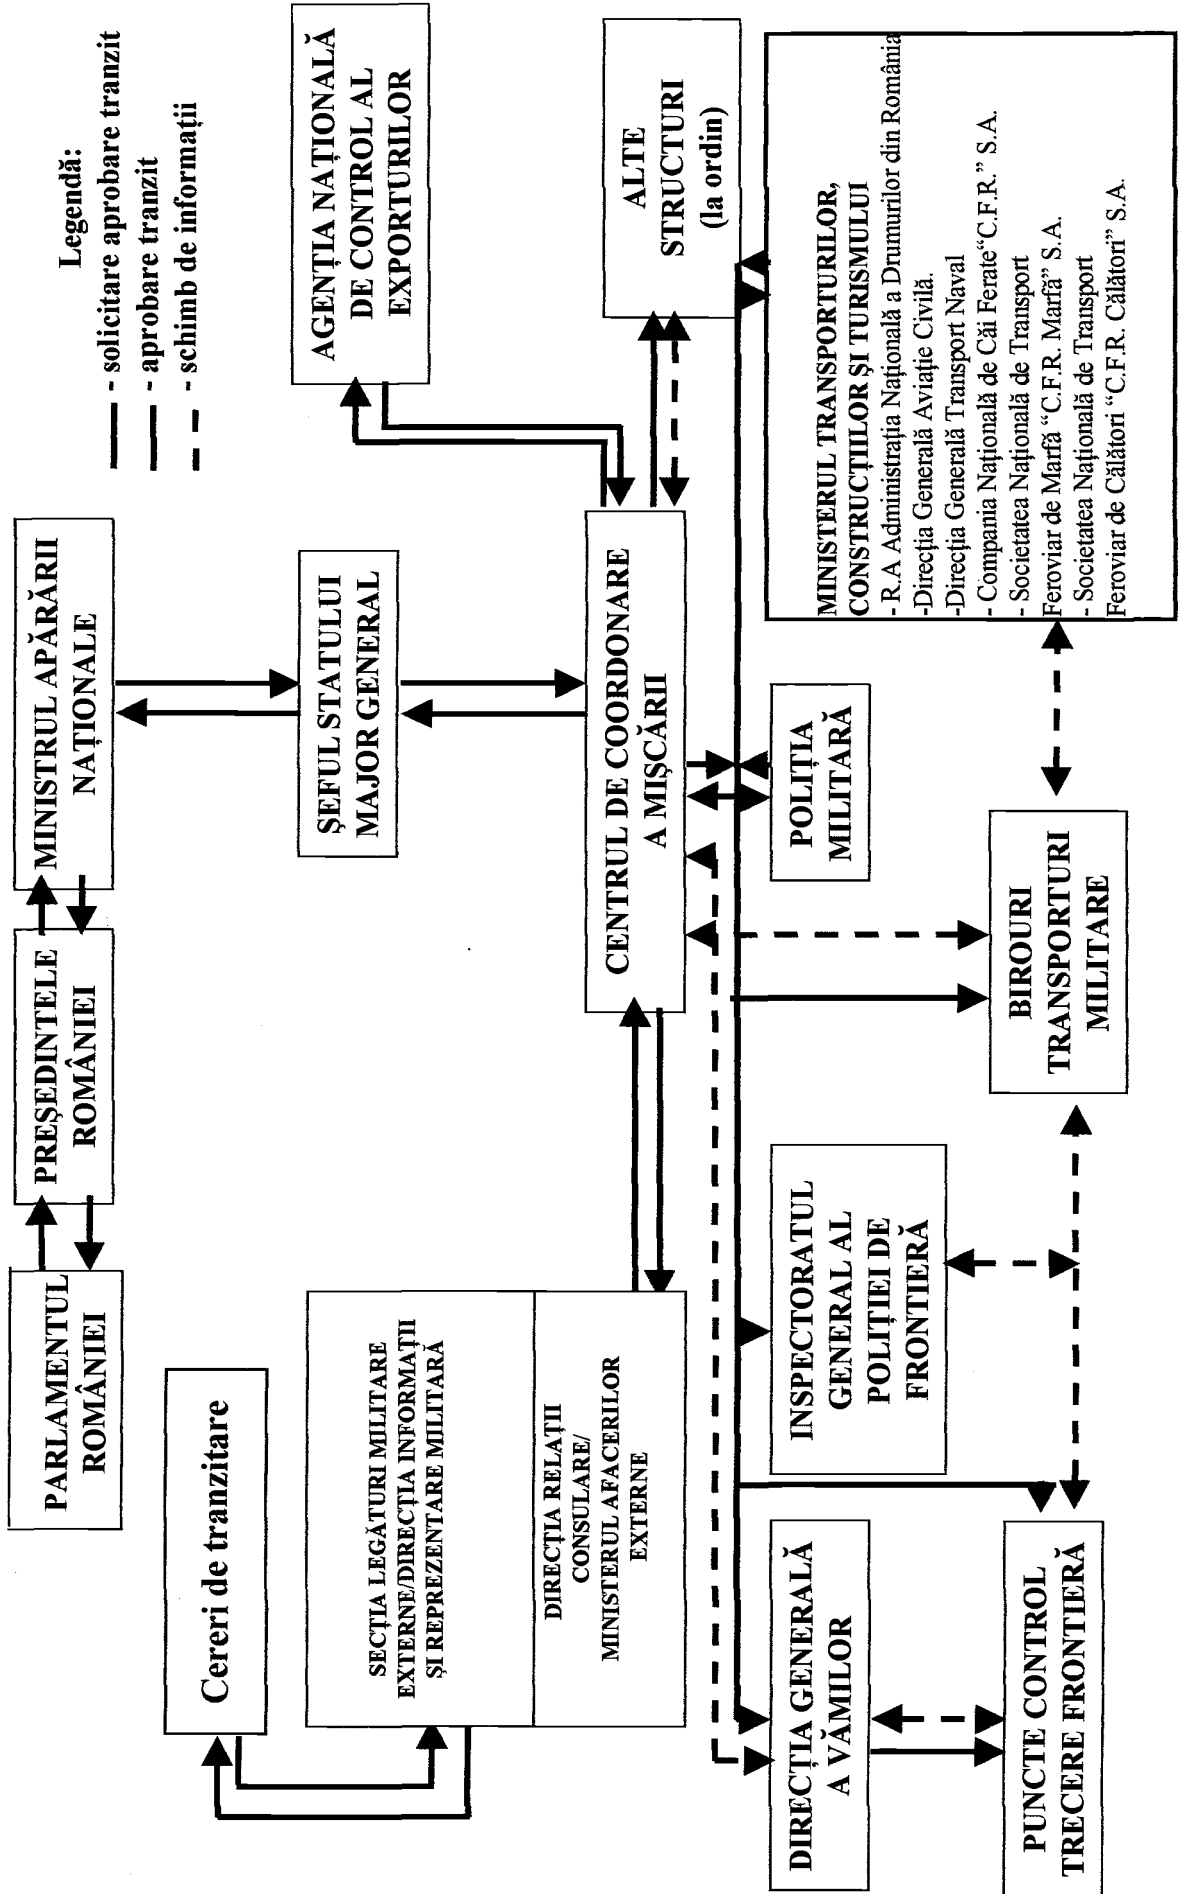 Legendă:
- solicitare aprobare tranzit
- aprobare tranzit
- schimb de informații
PARLAMENTUL
ROMÂNIEI
PREȘEDINTELE
ROMÂNIEI
MINISTRUL APĂRĂRII
NAȚIONALE
Cereri de tranzitare
ȘEFUL STATULUI
MAJOR GENERAL
AGENȚIA NAȚIONALĂ
DE CONTROL AL
EXPORTURILOR
SECȚIA LEGĂTURI MILITARE
EXTERNE/DIRECȚIA INFORMAȚII
ȘI REPREZENTARE MILITARĂ
DIRECȚIA RELAȚII
CONSULARE/
MINISTERUL AFACERILOR
EXTERNE
CENTRUL DE COORDONARE
A MIȘCĂRII
ALTE
STRUCTURI
(la ordin)
DIRECȚIA GENERALĂ
A VĂMILOR
INSPECTORATUL
GENERAL AL
POLIȚIEI DE
FRONTIERĂ
POLIȚIA
MILITARĂ
MINISTERUL TRANSPORTURILOR,
CONSTRUCȚIILOR ȘI TURISMULUI
- R.A Administrația Națională a Drumurilor din România
-Direcția Generală Aviație Civilă.
-Direcția Generală Transport Naval
- Compania Națională de Căi Ferate“C.F.R.” S.A.
- Societatea Națională de Transport
Feroviar de Marfă “C.F.R. Marfă” S.A.
- Societatea Națională de Transport
Feroviar de Călători “C.F.R. Călători” S.A.
PUNCTE CONTROL
TRECERE FRONTIERĂ
BIROURI
TRANSPORTURI
MILITARE